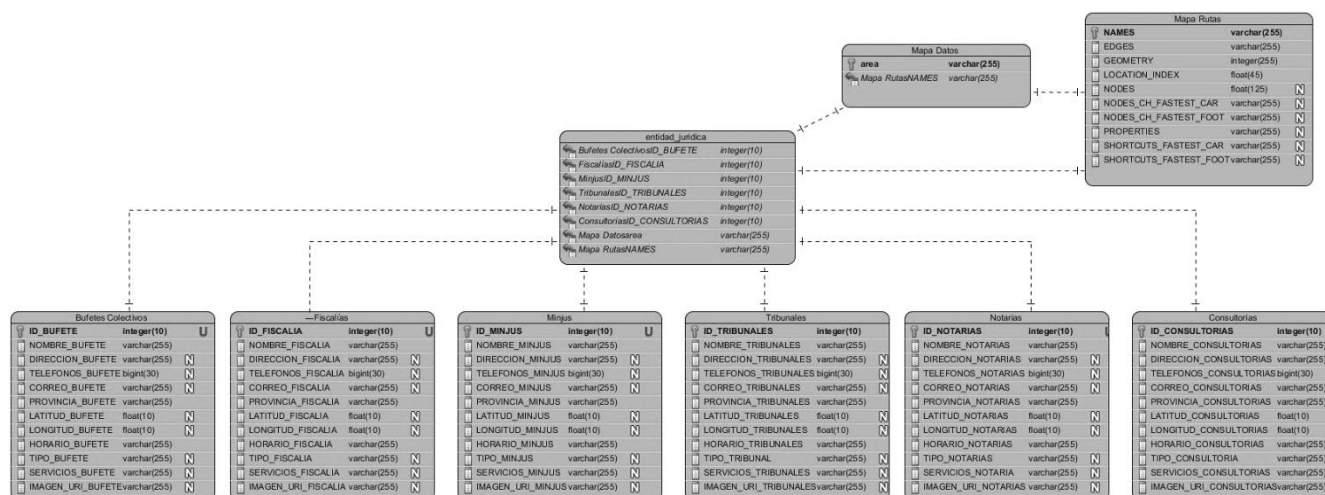 Mapa Rutas
NAMES varchar(255)
EDGES varchar(255)
GEOMETRY integer(255)
LOCATION_INDEX float(45)
NODES float(125) N
NODES_CH_FASTEST_CAR varchar(255) N
NODES_CH_FASTEST_FOOT varchar(255) N
PROPERTIES varchar(255) N
SHORTCUTS_FASTEST_CAR varchar(255) N
SHORTCUTS_FASTEST_FOOT varchar(255) N
Mapa Datos
area varchar(255)
Mapa RutasNAMES varchar(255)
entidad_juridica
Bufetes ColectivosID_BUFETE integer(10)
FiscalíasID_FISCALIA integer(10)
MinjusID_MINJUS integer(10)
TribunalesID_TRIBUNALES integer(10)
NotariasID_NOTARIAS integer(10)
ConsultoriasID_CONSULTORIAS integer(10)
Mapa Datosarea varchar(255)
Mapa RutasNAMES varchar(255)
Bufetes Colectivos
ID_BUFETE integer(10) U
NOMBRE_BUFETE varchar(255)
DIRECCION_BUFETE varchar(255) N
TELEFONOS_BUFETE bigint(30) N
CORREO_BUFETE varchar(255) N
PROVINCIA_BUFETE varchar(255)
LATITUD_BUFETE float(10) N
LONGITUD_BUFETE float(10) N
HORARIO_BUFETE varchar(255)
TIPO_BUFETE varchar(255) N
SERVICIOS_BUFETE varchar(255) N
IMAGEN_URI_BUFETE varchar(255) N
—Fiscalías
ID_FISCALIA integer(10) U
NOMBRE_FISCALIA varchar(255)
DIRECCION_FISCALIA varchar(255) N
TELEFONOS_FISCALIA bigint(30) N
CORREO_FISCALIA varchar(255) N
PROVINCIA_FISCALIA varchar(255)
LATITUD_FISCALIA float(10) N
LONGITUD_FISCALIA float(10) N
HORARIO_FISCALIA varchar(255)
TIPO_FISCALIA varchar(255) N
SERVICIOS_FISCALIA varchar(255) N
IMAGEN_URI_FISCALIA varchar(255) N
Minjus
ID_MINJUS integer(10) U
NOMBRE_MINJUS varchar(255)
DIRECCION_MINJUS varchar(255) N
TELEFONOS_MINJUS bigint(30) N
CORREO_MINJUS varchar(255) N
PROVINCIA_MINJUS varchar(255)
LATITUD_MINJUS float(10) N
LONGITUD_MINJUS float(10) N
HORARIO_MINJUS varchar(255)
TIPO_MINJUS varchar(255) N
SERVICIOS_MINJUS varchar(255) N
IMAGEN_URI_MINJUS varchar(255) N
Tribunales
ID_TRIBUNALES integer(10)
NOMBRE_TRIBUNALES varchar(255)
DIRECCION_TRIBUNALES varchar(255) N
TELEFONOS_TRIBUNALES bigint(30) N
CORREO_TRIBUNALES varchar(255) N
PROVINCIA_TRIBUNALES varchar(255)
LATITUD_TRIBUNALES float(10) N
LONGITUD_TRIBUNALES float(10) N
HORARIO_TRIBUNALES varchar(255)
TIPO_TRIBUNAL varchar(255) N
SERVICIOS_TRIBUNALES varchar(255) N
IMAGEN_URI_TRIBUNALES varchar(255) N
Notarias
ID_NOTARIAS integer(10) U
NOMBRE_NOTARIAS varchar(255)
DIRECCION_NOTARIAS varchar(255) N
TELEFONOS_NOTARIAS bigint(30) N
CORREO_NOTARIAS varchar(255) N
PROVINCIA_NOTARIAS varchar(255)
LATITUD_NOTARIAS float(10) N
LONGITUD_NOTARIAS float(10) N
HORARIO_NOTARIAS varchar(255)
TIPO_NOTARIAS varchar(255) N
SERVICIOS_NOTARIA varchar(255) N
IMAGEN_URI_NOTARIAS varchar(255) N
Consultorias
ID_CONSULTORIAS integer(10)
NOMBRE_CONSULTORIAS varchar(255)
DIRECCION_CONSULTORIAS varchar(255)
TELEFONOS_CONSULTORIAS bigint(30)
CORREO_CONSULTORIAS varchar(255)
PROVINCIA_CONSULTORIAS varchar(255)
LATITUD_CONSULTORIAS float(10)
LONGITUD_CONSULTORIAS float(10)
HORARIO_CONSULTORIAS varchar(255)
TIPO_CONSULTORIA varchar(255)
SERVICIOS_CONSULTORIAS varchar(255)
IMAGEN_URI_CONSULTORIAS varchar(255)